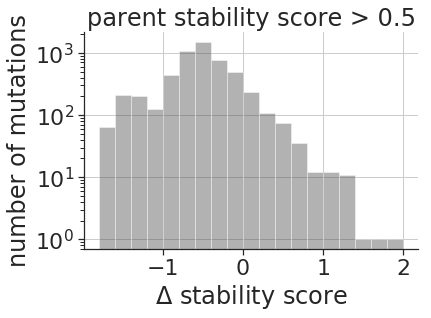 parent stability score > 0.5
number of mutations
10³
10²
10¹
10⁰
−1
0
1
2
Δ stability score